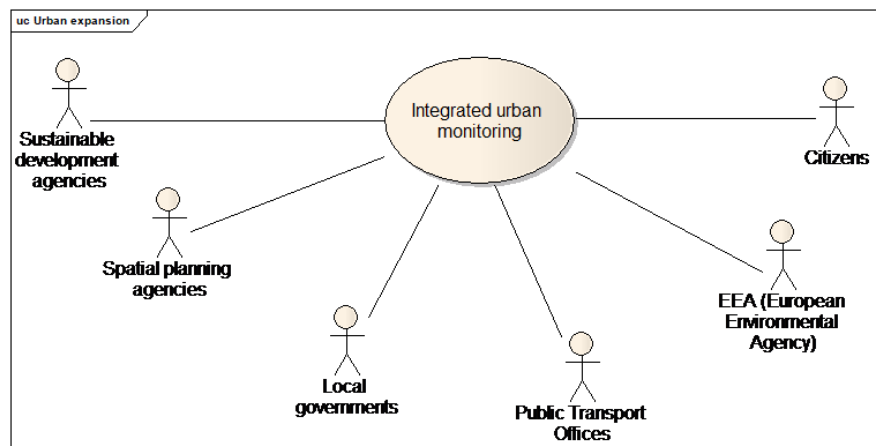 uc Urban expansion
Integrated urban
monitoring
Sustainable
development
agencies
Citizens
Spatial planning
agencies
EEA (European
Environmental
Agency)
Local
governments
Public Transport
Offices